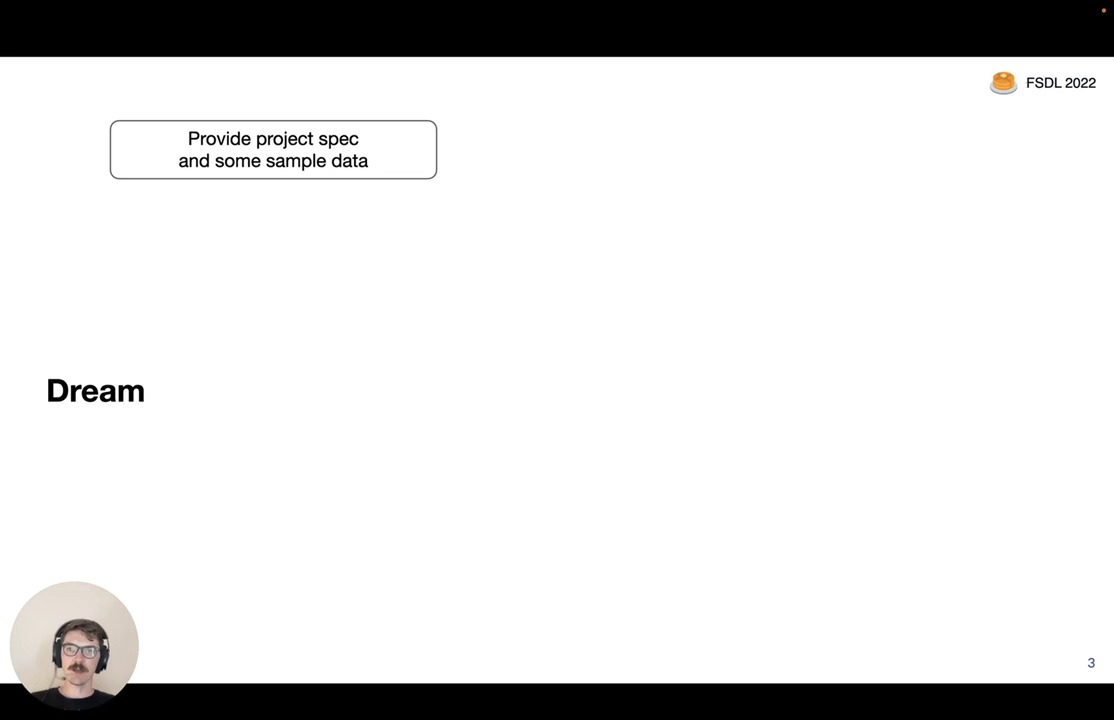 FSDL 2022
Provide project spec
and some sample data
Dream
3